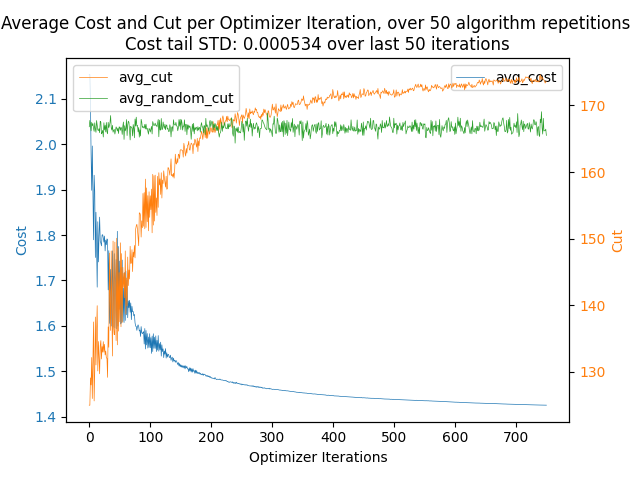 Average Cost and Cut per Optimizer Iteration, over 50 algorithm repetitions
Cost tail STD: 0.000534 over last 50 iterations
avg_cut
avg_random_cut
avg_cost
2.1
2.0
1.9
1.8
1.7
1.6
1.5
1.4
Cost
170
160
150
140
130
Cut
0 100 200 300 400 500 600 700
Optimizer Iterations